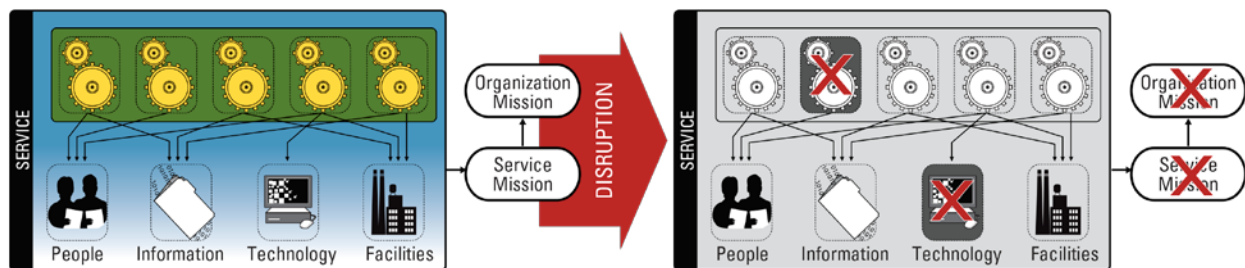 SERVICE
People
Information
Technology
Facilities
Organization
Mission
Service
Mission
DISRUPTION
SERVICE
People
Information
Technology
Facilities
Organization
Mission
Service
Mission